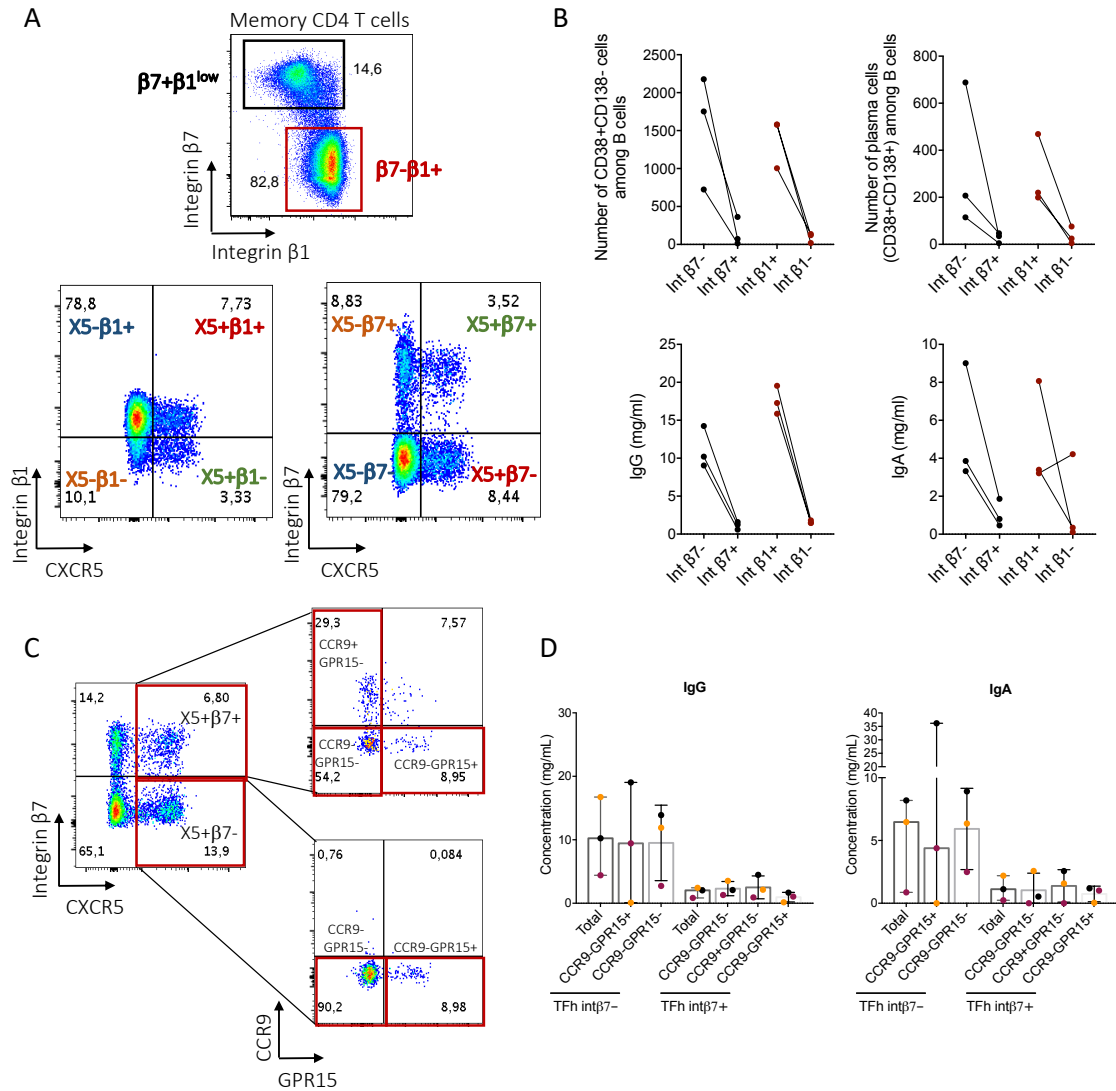 A
Memory CD4 T cells
β7+β1low
14,6
82,8
β7-β1+
Integrin β7
Integrin β1
78,8
7,73
X5-β1+
X5+β1+
X5-β1-
X5+β1-
10,1
3,33
Integrin β1
CXCR5
8,83
3,52
X5-β7+
X5+β7+
X5-β7-
X5+β7-
79,2
8,44
Integrin β7
CXCR5
B
Number of CD38+CD138- cells
among B cells
2500
2000
1500
1000
500
0
Int β7-
Int β7+
Int β1+
Int β1-
Number of plasma cells
(CD38+CD138+) among B cells
800
600
400
200
0
Int β7-
Int β7+
Int β1+
Int β1-
IgG (mg/ml)
25
20
15
10
5
0
Int β7-
Int β7+
Int β1+
Int β1-
IgA (mg/ml)
10
8
6
4
2
0
Int β7-
Int β7+
Int β1+
Int β1-
C
14,2
6,80
X5+β7+
X5+β7-
65,1
13,9
Integrin β7
CXCR5
29,3
7,57
CCR9+
GPR15-
CCR9-
GPR15-
CCR9-GPR15+
54,2
8,95
0,76
0,084
CCR9-
GPR15-
CCR9-GPR15+
90,2
8,98
CCR9
GPR15
D
IgG
Concentration (mg/mL)
30
20
10
0
Total
CCR9-GPR15+
CCR9-GPR15-
Total
CCR9-GPR15-
CCR9+GPR15-
CCR9-GPR15+
TFh intβ7−
TFh intβ7+
IgA
Concentration (mg/mL)
40
35
30
25
20
15
10
5
0
Total
CCR9-GPR15+
CCR9-GPR15-
Total
CCR9-GPR15-
CCR9+GPR15-
CCR9-GPR15+
TFh intβ7−
TFh intβ7+